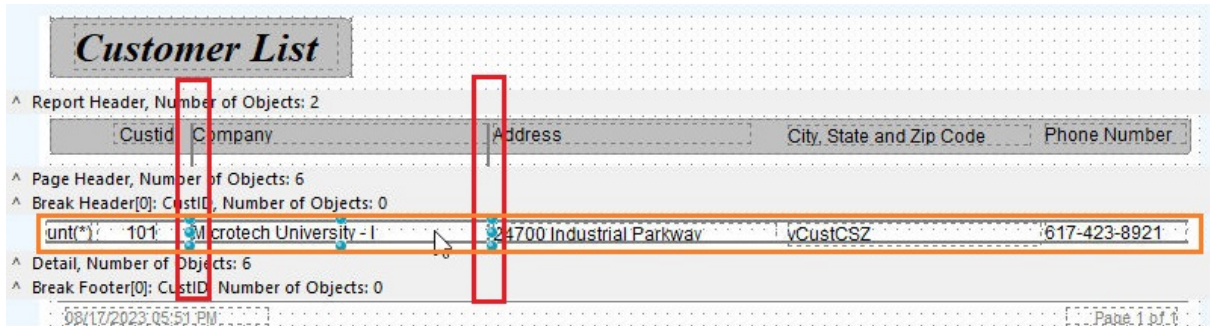 Customer List
^ Report Header, Number of Objects: 2
Custid Company Address City, State and Zip Code Phone Number
^ Page Header, Number of Objects: 6
^ Break Header[0]: CustID, Number of Objects: 0
unt(*) 101 Microtech University - I 24700 Industrial Parkway vCustCSZ 617-423-8921
^ Detail, Number of Objects: 6
^ Break Footer[0]: CustID, Number of Objects: 0
08/17/2023 05:51 PM Page 1 of 1